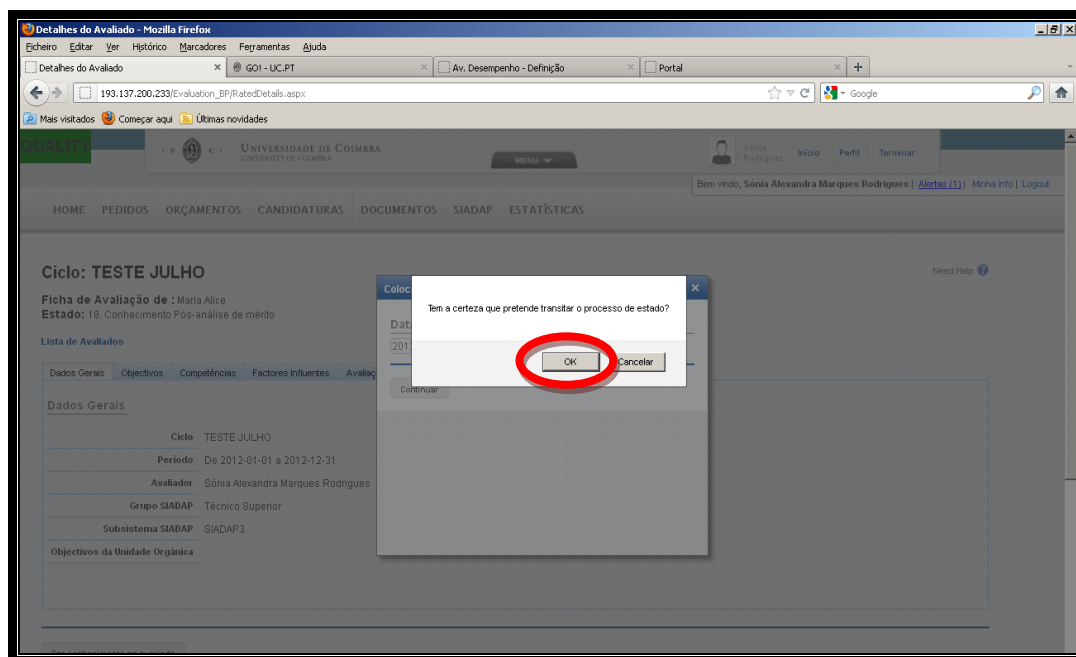 Detalhes do Avaliado - Mozilla Firefox
Ficheiro Editar Ver Histórico Marcadores Ferramentas Ajuda
Detalhes do Avaliado × GOI - UC.PT × Av. Desempenho - Definição × Portal × +
193.137.200.233/Evaluation_BP/RatedDetails.aspx Google
Mais visitados Começar aqui Últimas novidades
QUALITY
UNIVERSIDADE DE COIMBRA
UNIVERSITY OF COIMBRA
MENU
Sónia Rodrigues Início Perfil Terminar
Bem vindo, Sónia Alexandra Marques Rodrigues | Alertas (1) | Minha info | Logout
HOME PEDIDOS ORÇAMENTOS CANDIDATURAS DOCUMENTOS SIADAP ESTATÍSTICAS
Ciclo: TESTE JULHO
Need Help ?
Ficha de Avaliação de : Maria Alice
Estado: 18. Conhecimento Pós-análise de mérito
Lista de Avaliados
Tem a certeza que pretende transitar o processo de estado?
OK Cancelar
Continuar
Dados Gerais Objectivos Competências Factores Influentes
Dados Gerais
Ciclo TESTE JULHO
Período De 2012-01-01 a 2012-12-31
Avaliador Sónia Alexandra Marques Rodrigues
Grupo SIADAP Técnico Superior
Subsistema SIADAP SIADAP3
Objectivos da Unidade Orgânica